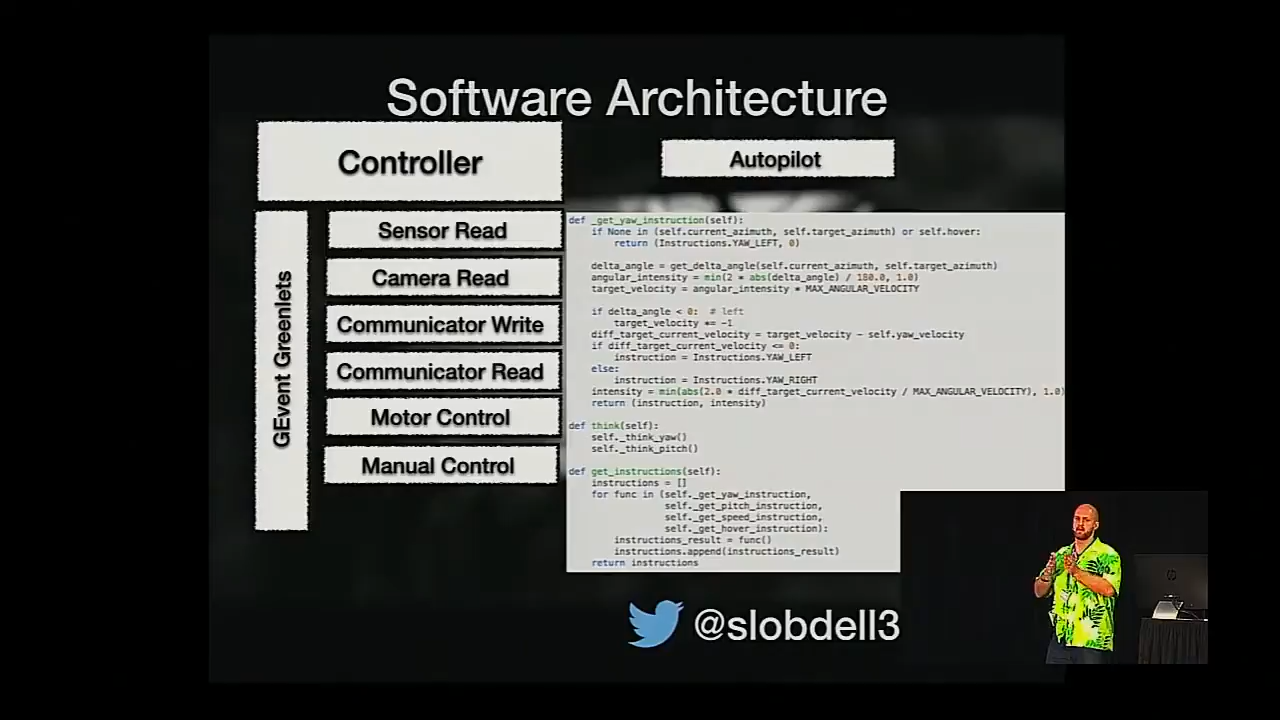 Software Architecture
Controller
Autopilot
GEvent Greenlets
Sensor Read
Camera Read
Communicator Write
Communicator Read
Motor Control
Manual Control
def _get_yaw_instruction(self):
if None in (self.current_azimuth, self.target_azimuth) or self.hover:
return (Instructions.YAW_LEFT, 0)
delta_angle = get_delta_angle(self.current_azimuth, self.target_azimuth)
angular_intensity = min(2 * abs(delta_angle) / 180.0, 1.0)
target_velocity = angular_intensity * MAX_ANGULAR_VELOCITY
if delta_angle < 0: # left
target_velocity *= -1
diff_target_current_velocity = target_velocity - self.yaw_velocity
if diff_target_current_velocity <= 0:
instruction = Instructions.YAW_LEFT
else:
instruction = Instructions.YAW_RIGHT
intensity = min(abs(2.0 * diff_target_current_velocity / MAX_ANGULAR_VELOCITY), 1.0)
return (instruction, intensity)
def think(self):
self._think_yaw()
self._think_pitch()
def get_instructions(self):
instructions = []
for func in (self._get_yaw_instruction,
self._get_pitch_instruction,
self._get_speed_instruction,
self._get_hover_instruction):
instructions_result = func()
instructions.append(instructions_result)
return instructions
@slobdell3